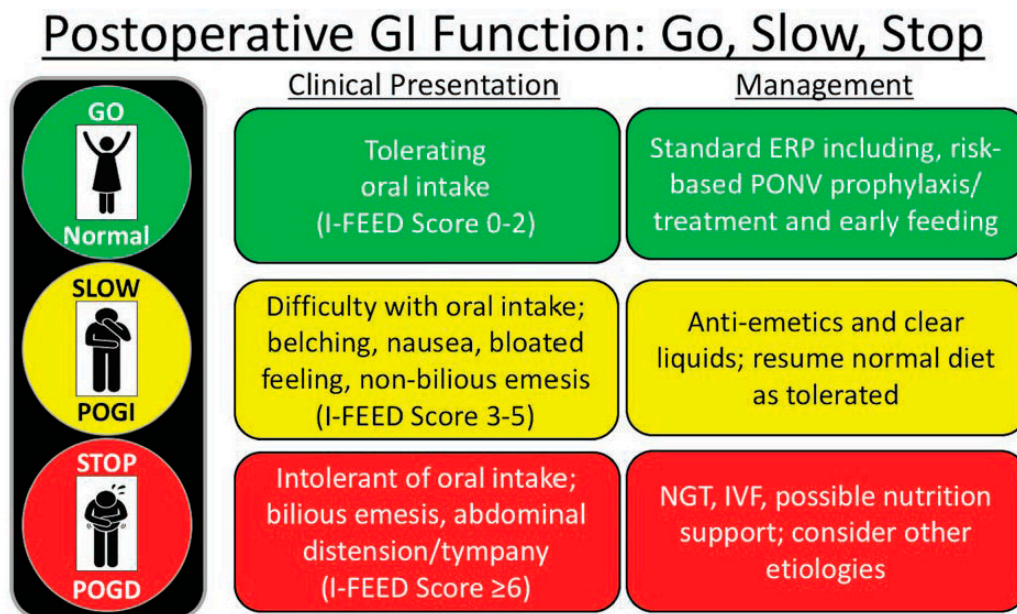 Postoperative GI Function: Go, Slow, Stop
Clinical Presentation
Management
GO
Normal
Tolerating
oral intake
(I-FEED Score 0-2)
Standard ERP including, risk-
based PONV prophylaxis/
treatment and early feeding
SLOW
POGI
Difficulty with oral intake;
belching, nausea, bloated
feeling, non-bilious emesis
(I-FEED Score 3-5)
Anti-emetics and clear
liquids; resume normal diet
as tolerated
STOP
POGD
Intolerant of oral intake;
bilious emesis, abdominal
distension/tympany
(I-FEED Score ≥6)
NGT, IVF, possible nutrition
support; consider other
etiologies